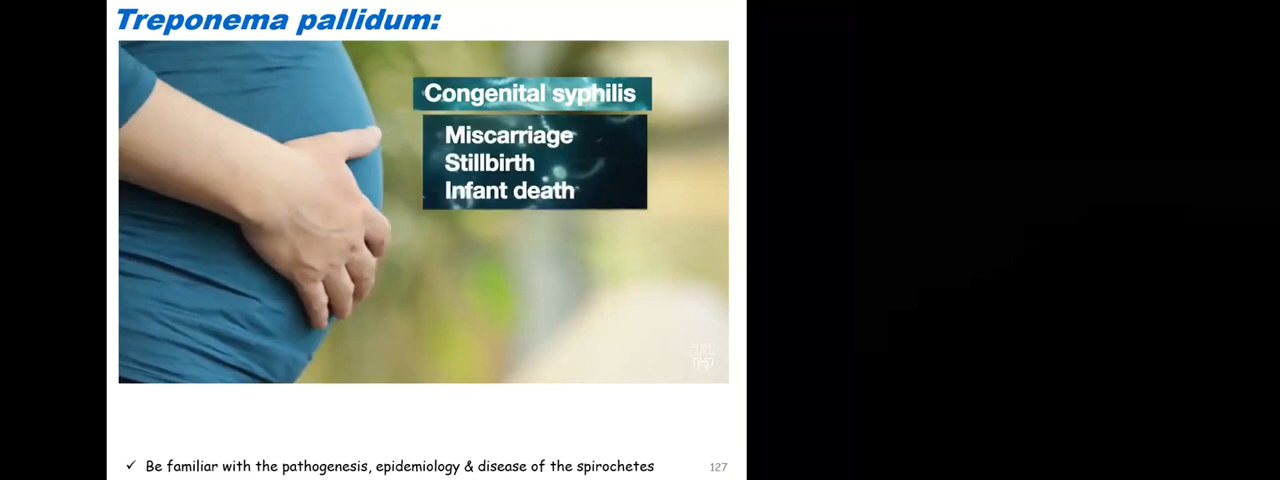 Treponema pallidum:
Congenital syphilis
Miscarriage
Stillbirth
Infant death
✓ Be familiar with the pathogenesis, epidemiology & disease of the spirochetes
127